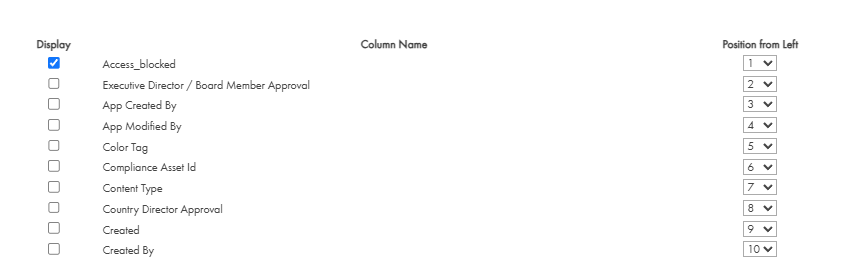 Display Column Name Position from Left
Access_blocked 1
Executive Director / Board Member Approval 2
App Created By 3
App Modified By 4
Color Tag 5
Compliance Asset Id 6
Content Type 7
Country Director Approval 8
Created 9
Created By 10